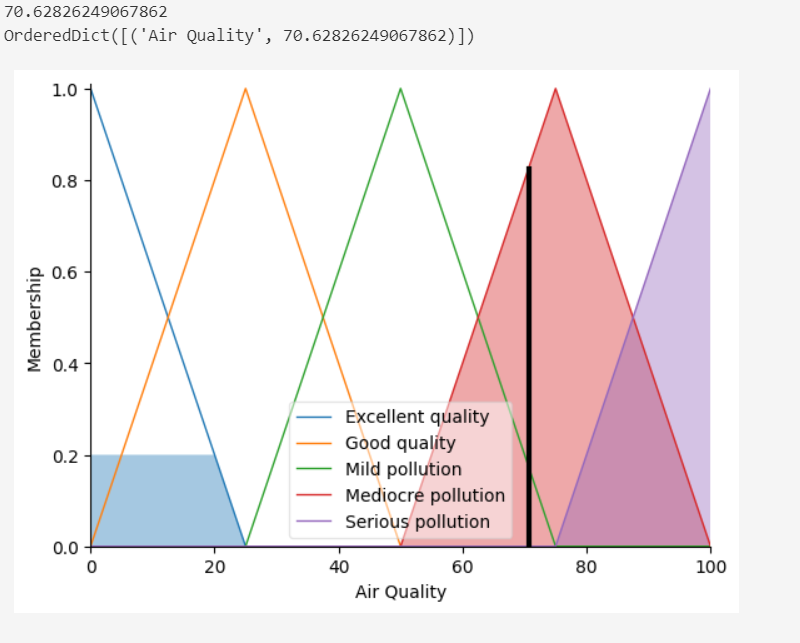 70.62826249067862
OrderedDict([('Air Quality', 70.62826249067862)])
1.0
0.8
0.6
0.4
0.2
0.0
Membership
Excellent quality
Good quality
Mild pollution
Mediocre pollution
Serious pollution
0 20 40 60 80 100
Air Quality